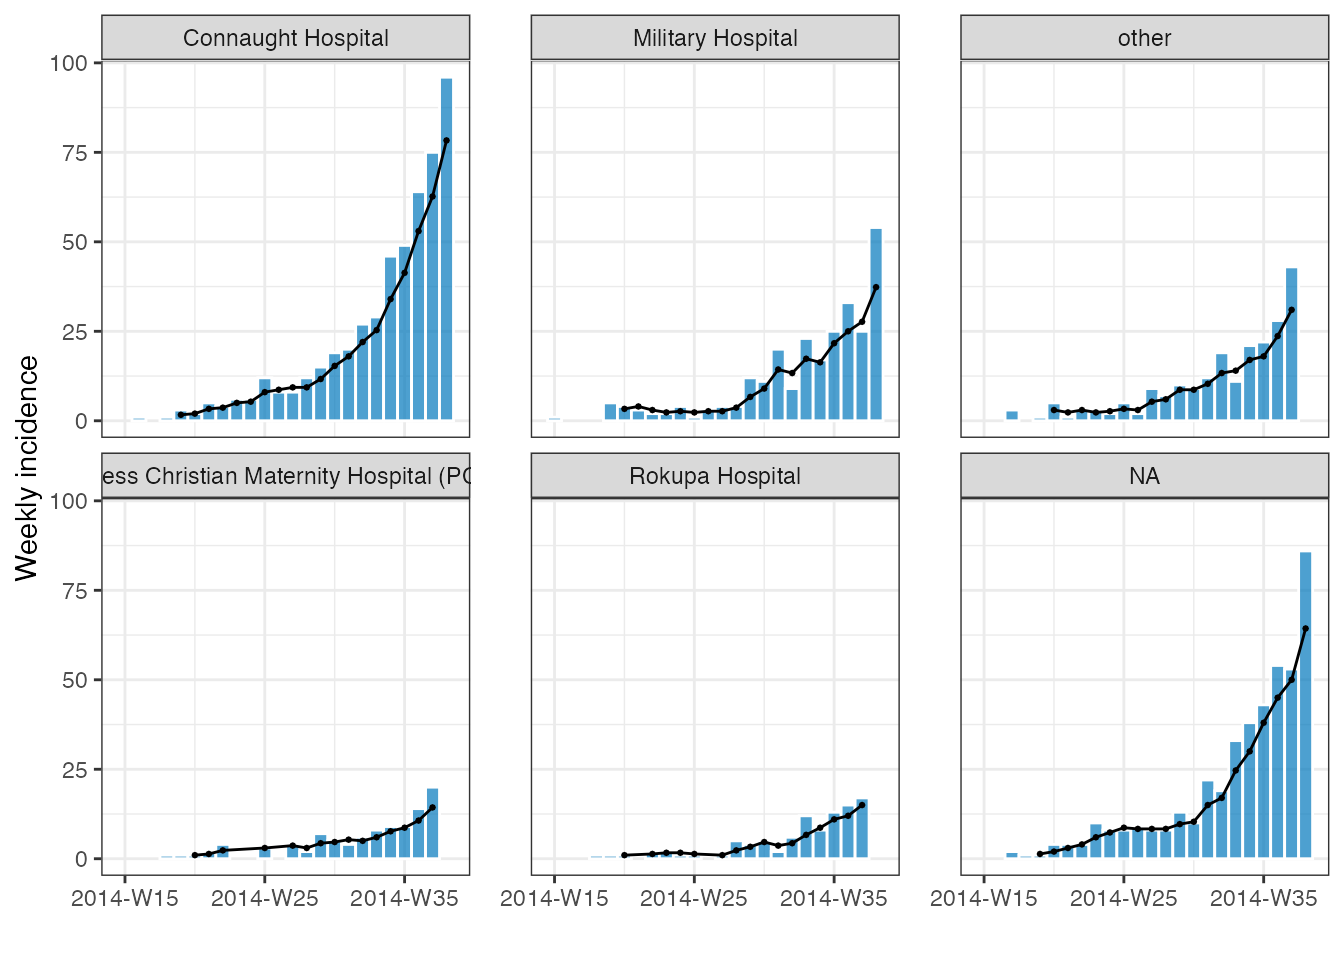 Connaught Hospital
Military Hospital
other
100
75
50
25
0
Weekly incidence
ess Christian Maternity Hospital (PC
Rokupa Hospital
NA
100
75
50
25
0
2014-W15 2014-W25 2014-W35
2014-W15 2014-W25 2014-W35
2014-W15 2014-W25 2014-W35